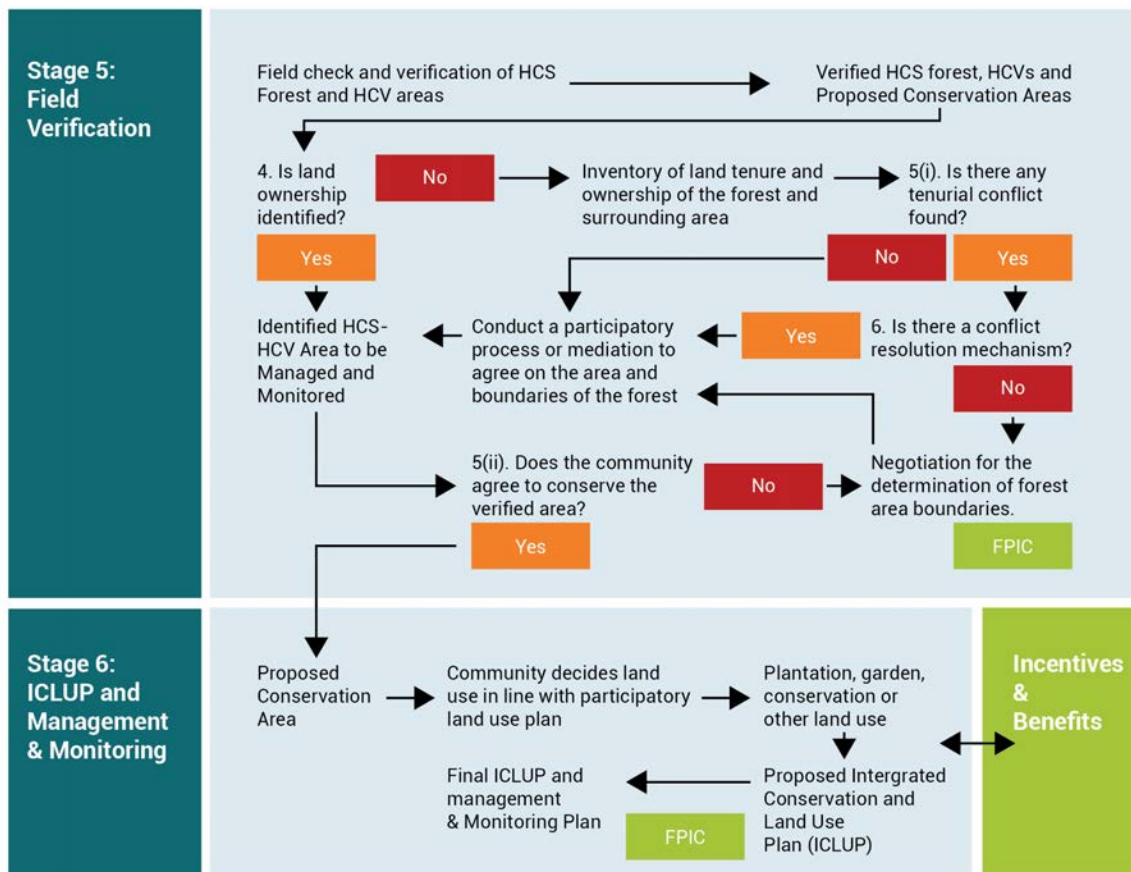 Stage 5:
Field
Verification
Field check and verification of HCS
Forest and HCV areas
Verified HCS forest, HCVs and
Proposed Conservation Areas
4. Is land
ownership
identified?
No
Inventory of land tenure and
ownership of the forest and
surrounding area
5(i). Is there any
tenurial conflict
found?
Yes
No
Yes
Identified HCS-
HCV Area to be
Managed and
Monitored
Conduct a participatory
process or mediation to
agree on the area and
boundaries of the forest
Yes
6. Is there a conflict
resolution mechanism?
No
5(ii). Does the community
agree to conserve the
verified area?
No
Negotiation for the
determination of forest
area boundaries.
Yes
FPIC
Stage 6:
ICLUP and
Management
& Monitoring
Proposed
Conservation
Area
Community decides land
use in line with participatory
land use plan
Plantation, garden,
conservation or
other land use
Final ICLUP and
management
& Monitoring Plan
FPIC
Proposed Intergrated
Conservation and
Land Use
Plan (ICLUP)
Incentives
&
Benefits